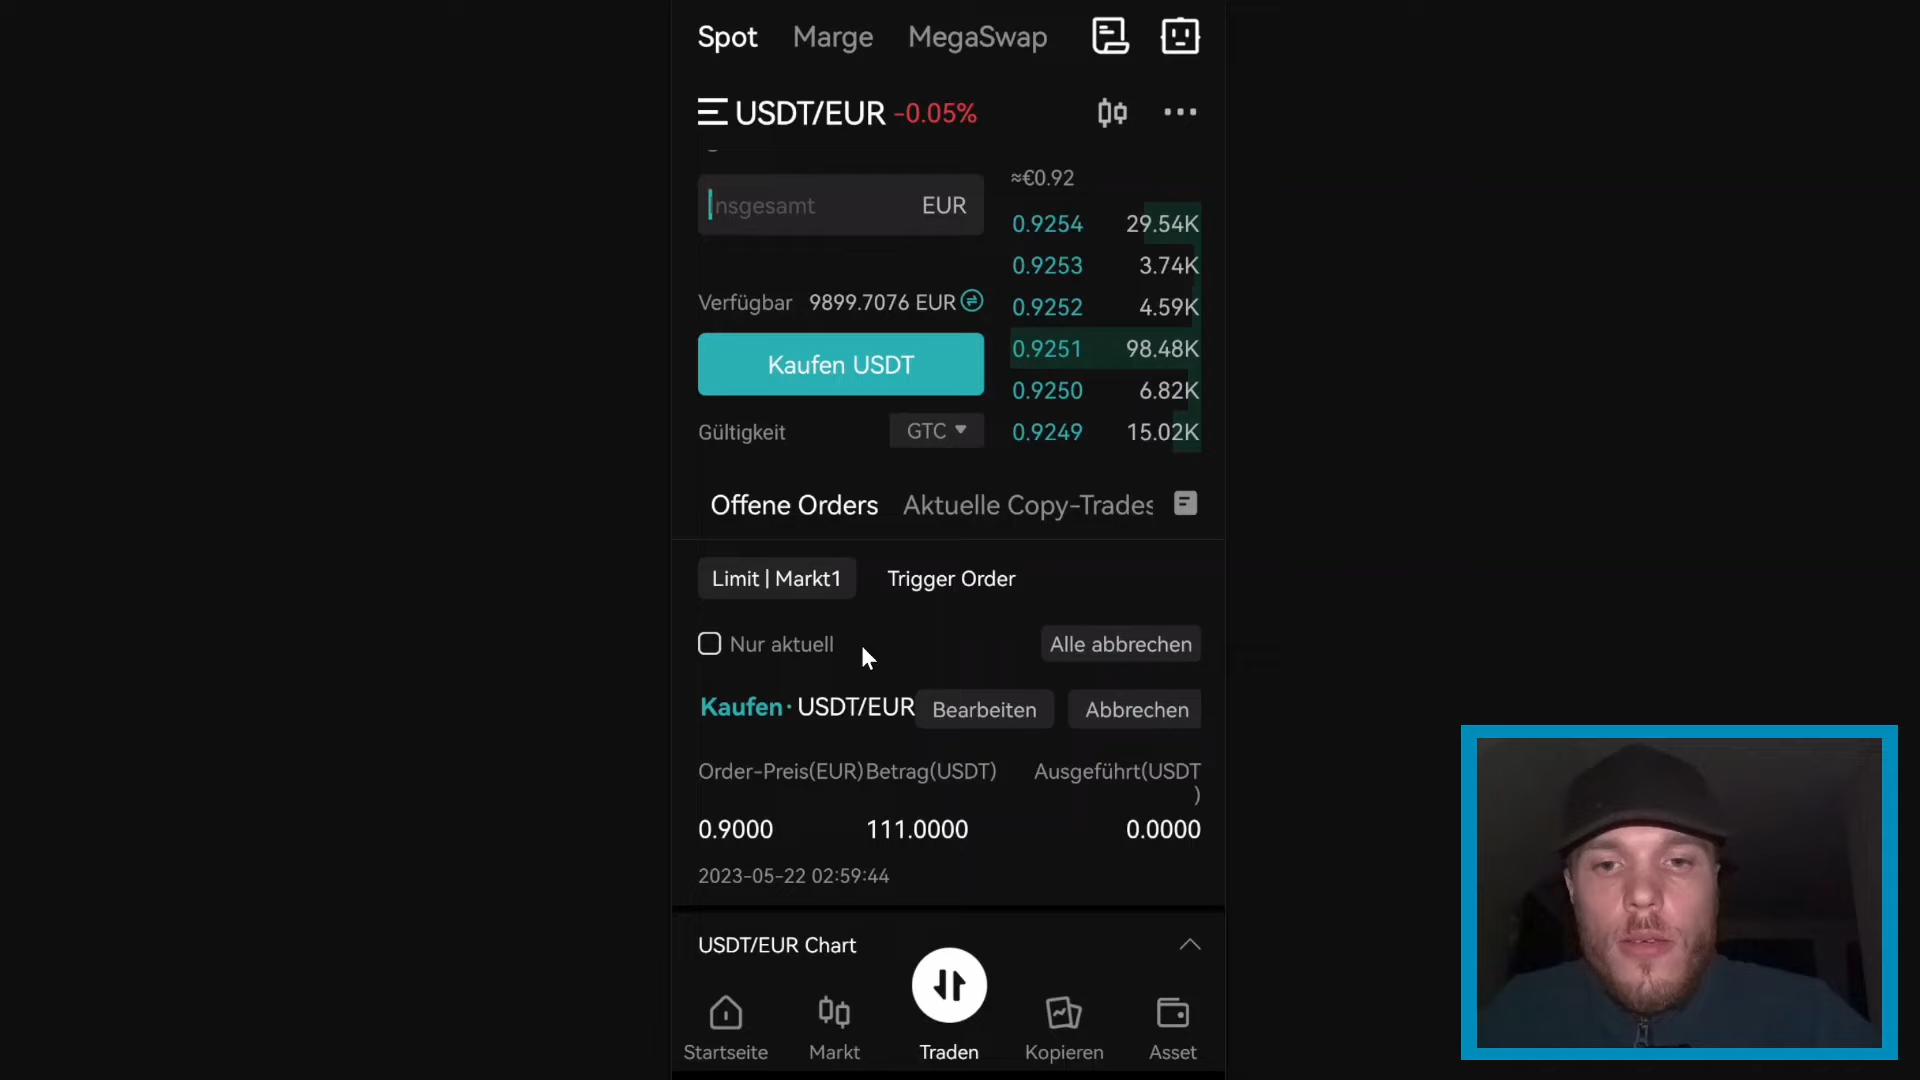 Spot Marge MegaSwap
USDT/EUR -0.05%
≈€0.92
Insgesamt EUR
0.9254 29.54K
0.9253 3.74K
Verfügbar 9899.7076 EUR
0.9252 4.59K
Kaufen USDT
0.9251 98.48K
0.9250 6.82K
Gültigkeit GTC
0.9249 15.02K
Offene Orders Aktuelle Copy-Trades
Limit | Markt1 Trigger Order
Nur aktuell Alle abbrechen
Kaufen · USDT/EUR Bearbeiten Abbrechen
Order-Preis(EUR) Betrag(USDT) Ausgeführt(USDT
)
0.9000 111.0000 0.0000
2023-05-22 02:59:44
USDT/EUR Chart
Startseite Markt Traden Kopieren Asset